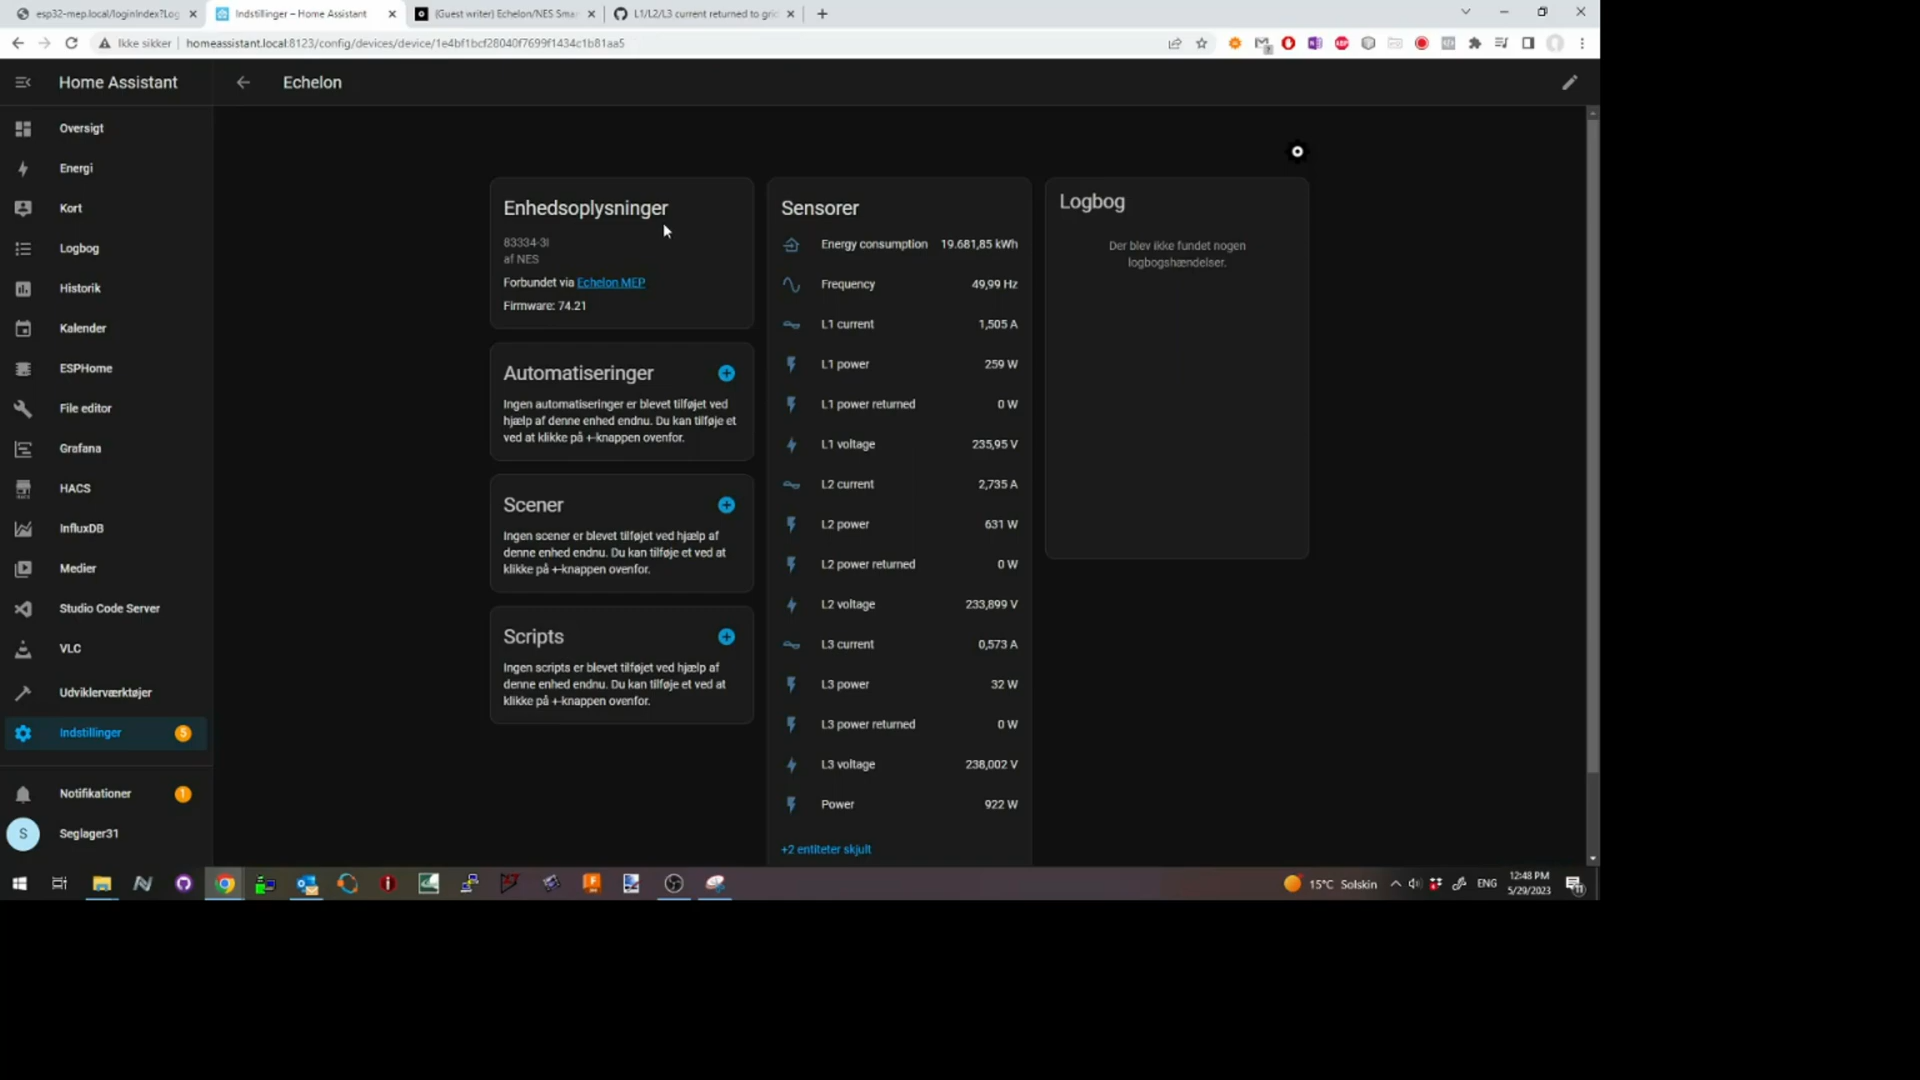 esp32-mep.local/loginIndex?Log
Indstillinger – Home Assistant
(Guest writer) Echelon/NES Sma
L1/L2/L3 current returned to gri
Ikke sikker
homeassistant.local:8123/config/devices/device/1e4bf1bcf28040f7699f1434c1b81aa5
Home Assistant
Echelon
Oversigt
Energi
Kort
Logbog
Historik
Kalender
ESPHome
File editor
Grafana
HACS
InfluxDB
Medier
Studio Code Server
VLC
Udviklerværktøjer
Indstillinger 5
Notifikationer 1
S Seglager31
Enhedsoplysninger
83334-3I
af NES
Forbundet via Echelon MEP
Firmware: 74.21
Automatiseringer
Ingen automatiseringer er blevet tilføjet ved
hjælp af denne enhed endnu. Du kan tilføje et
ved at klikke på +-knappen ovenfor.
Scener
Ingen scener er blevet tilføjet ved hjælp af
denne enhed endnu. Du kan tilføje et ved at
klikke på +-knappen ovenfor.
Scripts
Ingen scripts er blevet tilføjet ved hjælp af
denne enhed endnu. Du kan tilføje et ved at
klikke på +-knappen ovenfor.
Sensorer
Energy consumption 19.681,85 kWh
Frequency 49,99 Hz
L1 current 1,505 A
L1 power 259 W
L1 power returned 0 W
L1 voltage 235,95 V
L2 current 2,735 A
L2 power 631 W
L2 power returned 0 W
L2 voltage 233,899 V
L3 current 0,573 A
L3 power 32 W
L3 power returned 0 W
L3 voltage 238,002 V
Power 922 W
+2 entiteter skjult
Logbog
Der blev ikke fundet nogen
logbogshændelser.
15°C Solskin
ENG
12:48 PM
5/29/2023